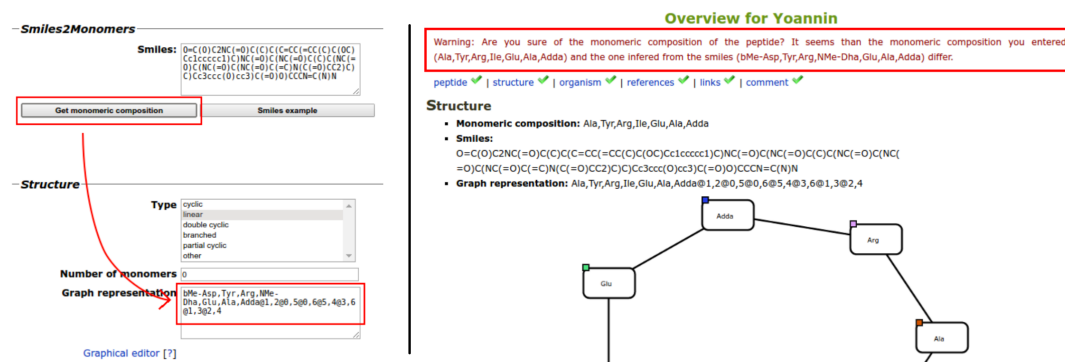 Smiles2Monomers
Smiles:
O=C(O)C2NC(=O)C(C)C(C=CC(=CC(C)C(OC)
Cc1ccccc1)C)NC(=O)C(NC(=O)C(C)C(NC(=
O)C(NC(=O)C(NC(=O)C(=C)N(C(=O)CC2)C)
C)Cc3ccc(O)cc3)C(=O)O)CCCN=C(N)N
Get monomeric composition
Smiles example
Structure
Type
cyclic
linear
double cyclic
branched
partial cyclic
other
Number of monomers 0
Graph representation
bMe-Asp,Tyr,Arg,NMe-
Dha,Glu,Ala,Adda@1,2@0,5@0,6@5,4@3,6
@1,3@2,4
Graphical editor [?]
Overview for Yoannin
Warning: Are you sure of the monomeric composition of the peptide? It seems than the monomeric composition you entered
(Ala,Tyr,Arg,Ile,Glu,Ala,Adda) and the one infered from the smiles (bMe-Asp,Tyr,Arg,NMe-Dha,Glu,Ala,Adda) differ.
peptide | structure | organism | references | links | comment
Structure
Monomeric composition: Ala,Tyr,Arg,Ile,Glu,Ala,Adda
Smiles:
O=C(O)C2NC(=O)C(C)C(C=CC(=CC(C)C(OC)Cc1ccccc1)C)NC(=O)C(NC(=O)C(C)C(NC(=O)C(NC(
=O)C(NC(=O)C(=C)N(C(=O)CC2)C)C)Cc3ccc(O)cc3)C(=O)O)CCCN=C(N)N
Graph representation: Ala,Tyr,Arg,Ile,Glu,Ala,Adda@1,2@0,5@0,6@5,4@3,6@1,3@2,4
Adda
Arg
Glu
Ala